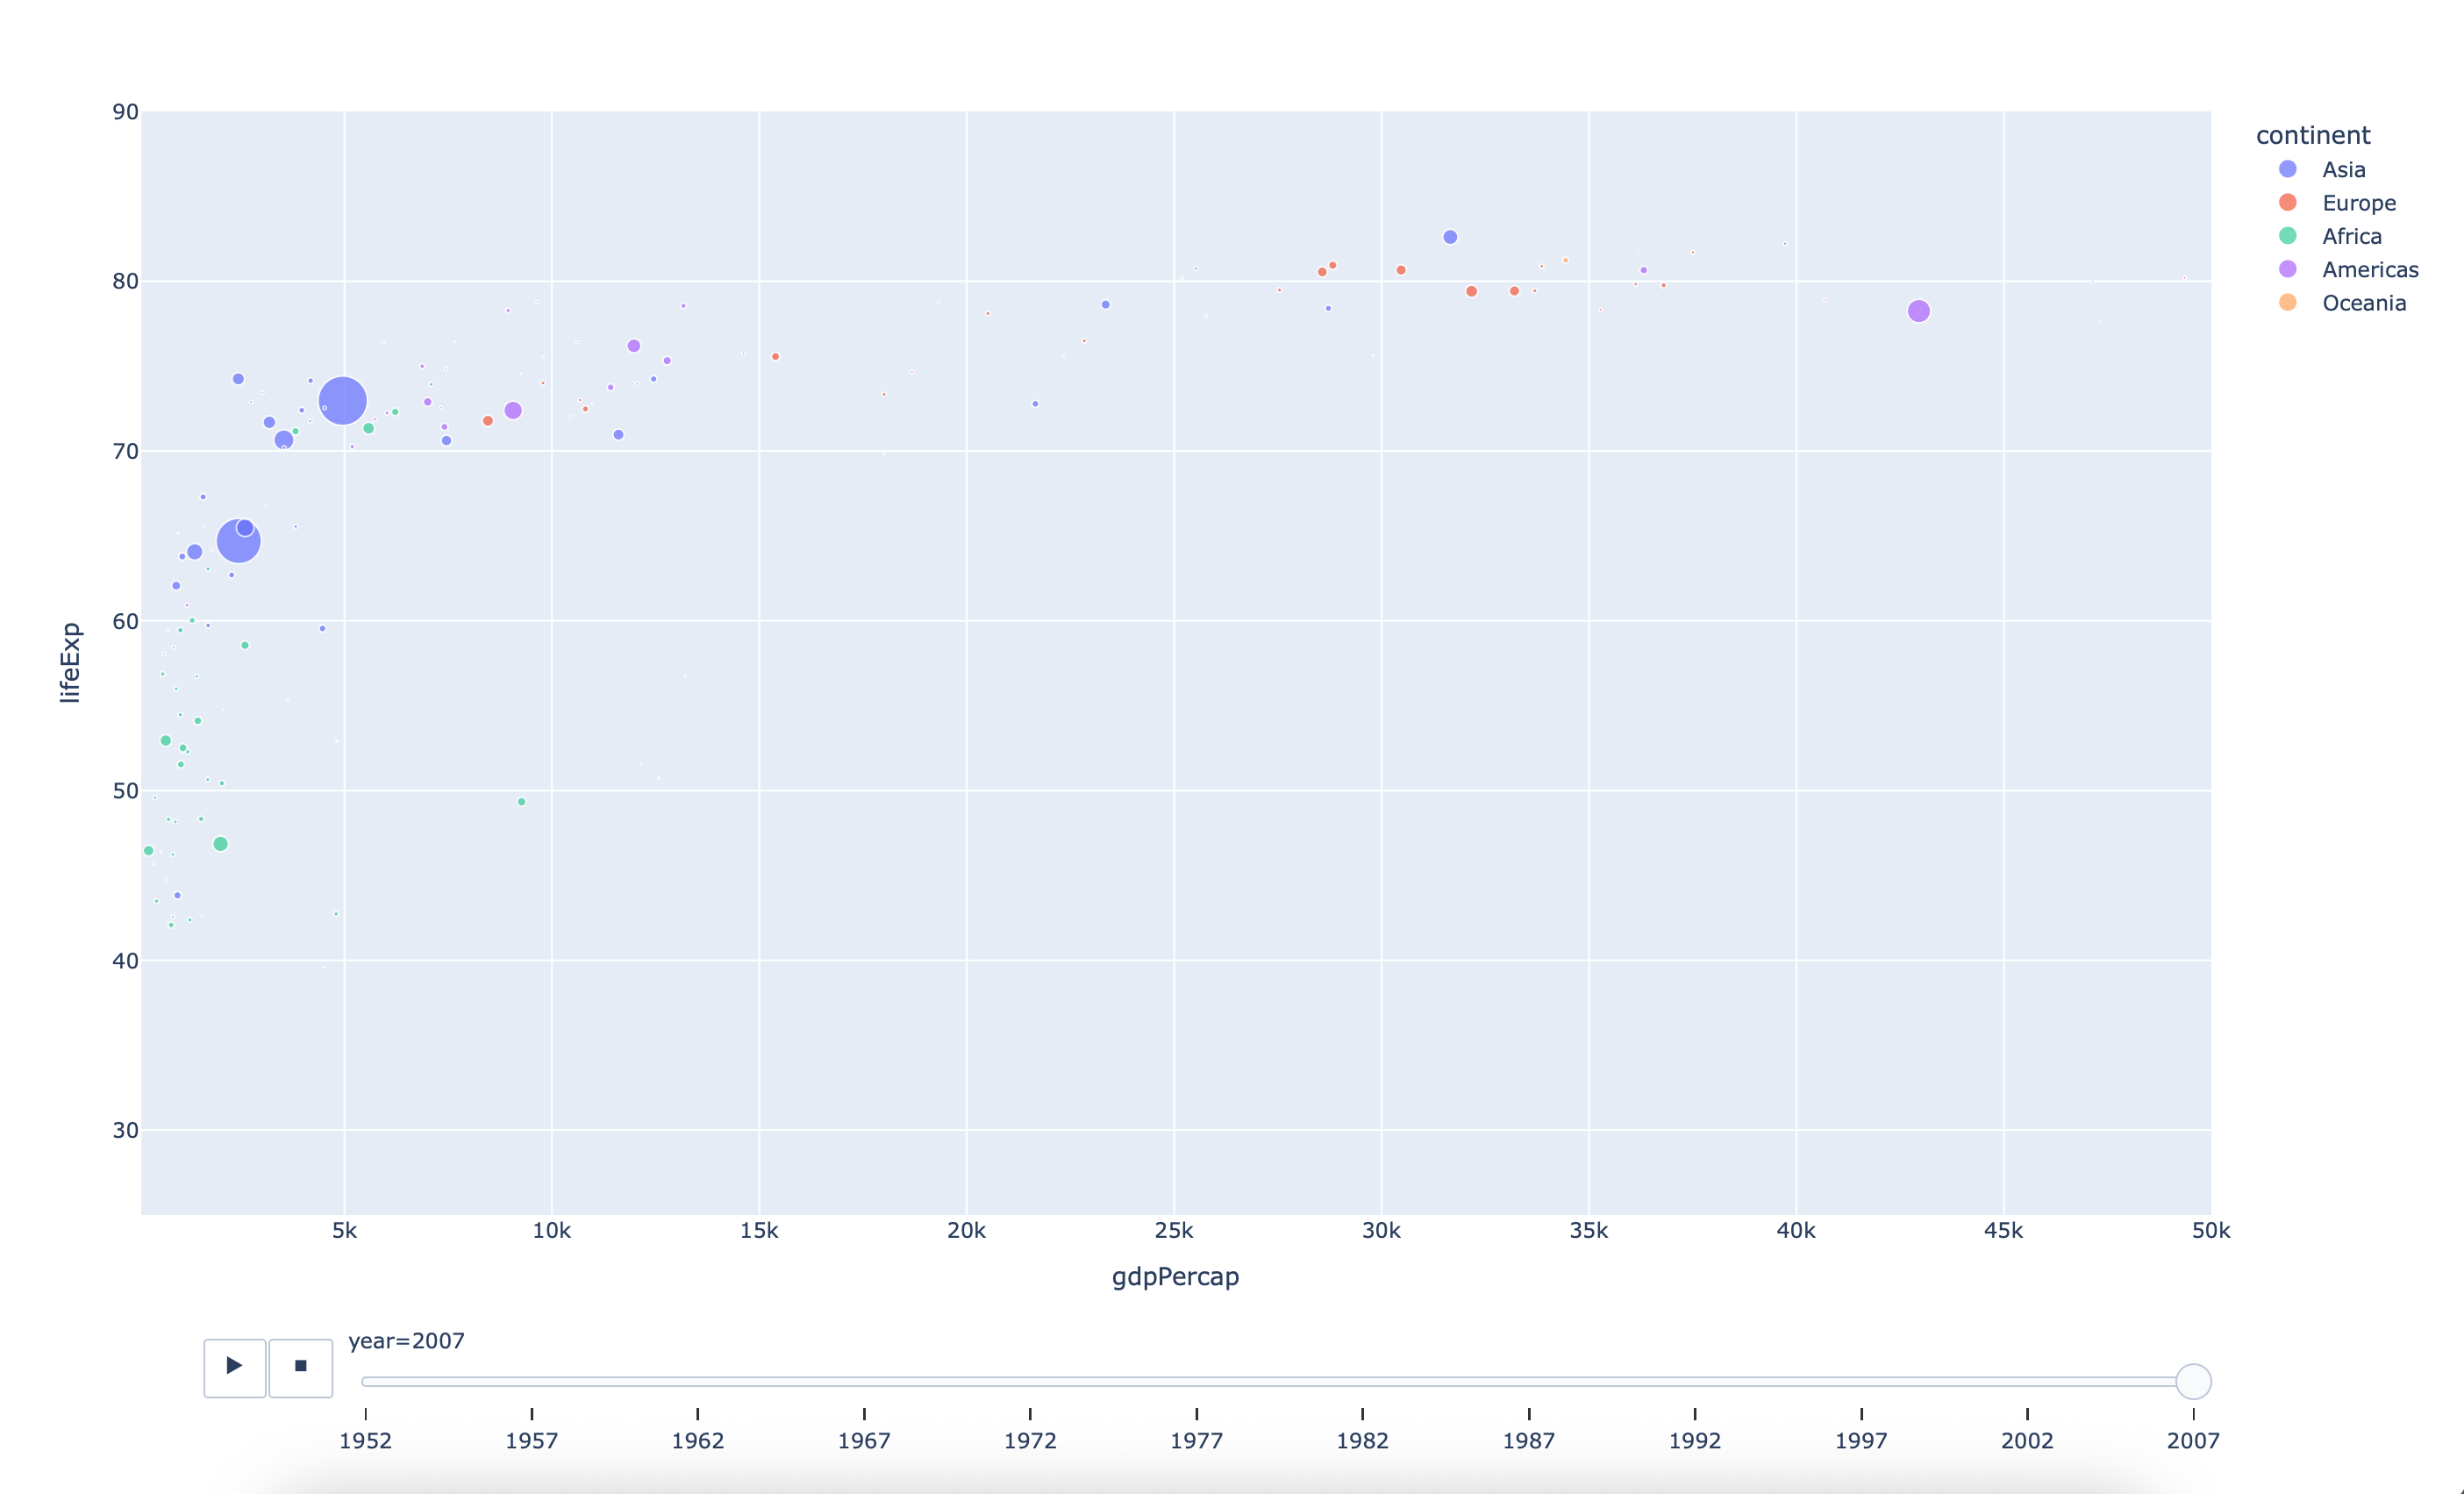 90
80
70
60
50
40
30
lifeExp
5k 10k 15k 20k 25k 30k 35k 40k 45k 50k
gdpPercap
continent
Asia
Europe
Africa
Americas
Oceania
year=2007
1952 1957 1962 1967 1972 1977 1982 1987 1992 1997 2002 2007